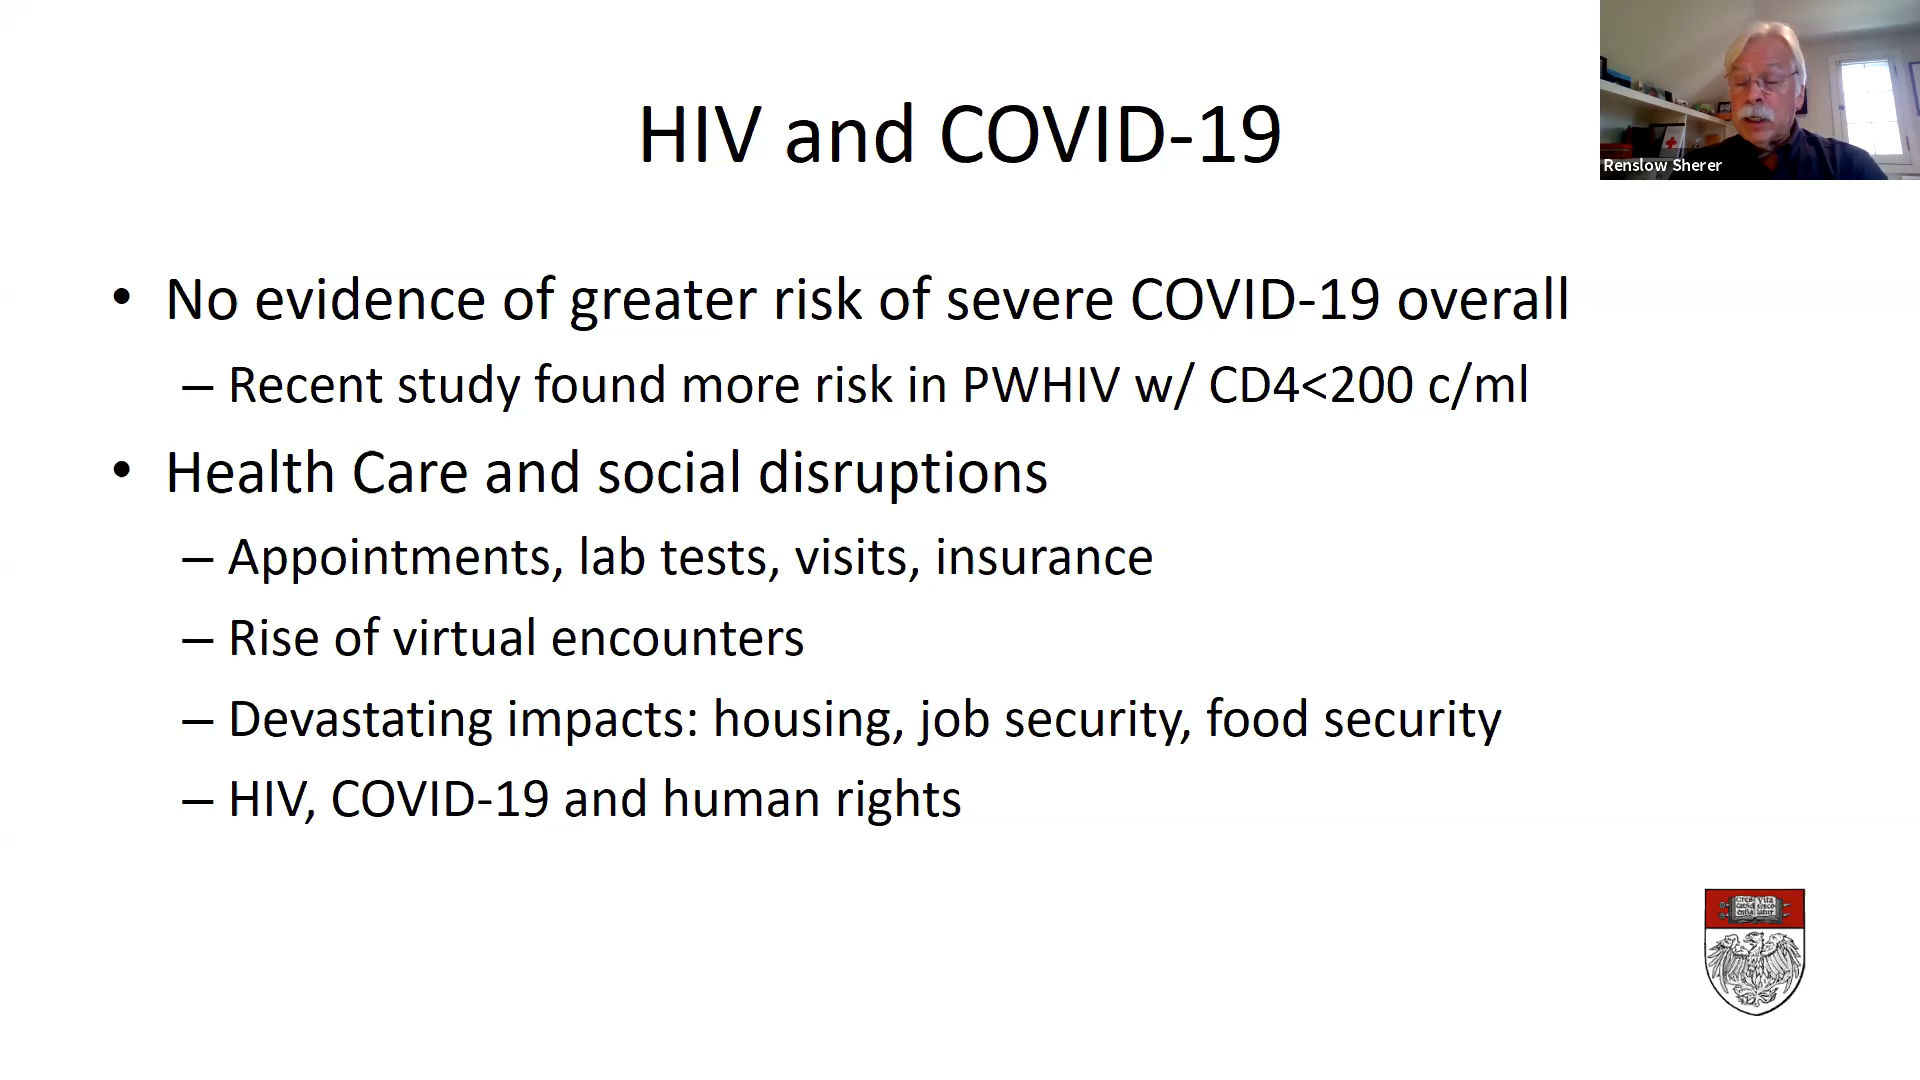 HIV and COVID-19
Renslow Sherer
• No evidence of greater risk of severe COVID-19 overall
– Recent study found more risk in PWHIV w/ CD4<200 c/ml
• Health Care and social disruptions
– Appointments, lab tests, visits, insurance
– Rise of virtual encounters
– Devastating impacts: housing, job security, food security
– HIV, COVID-19 and human rights